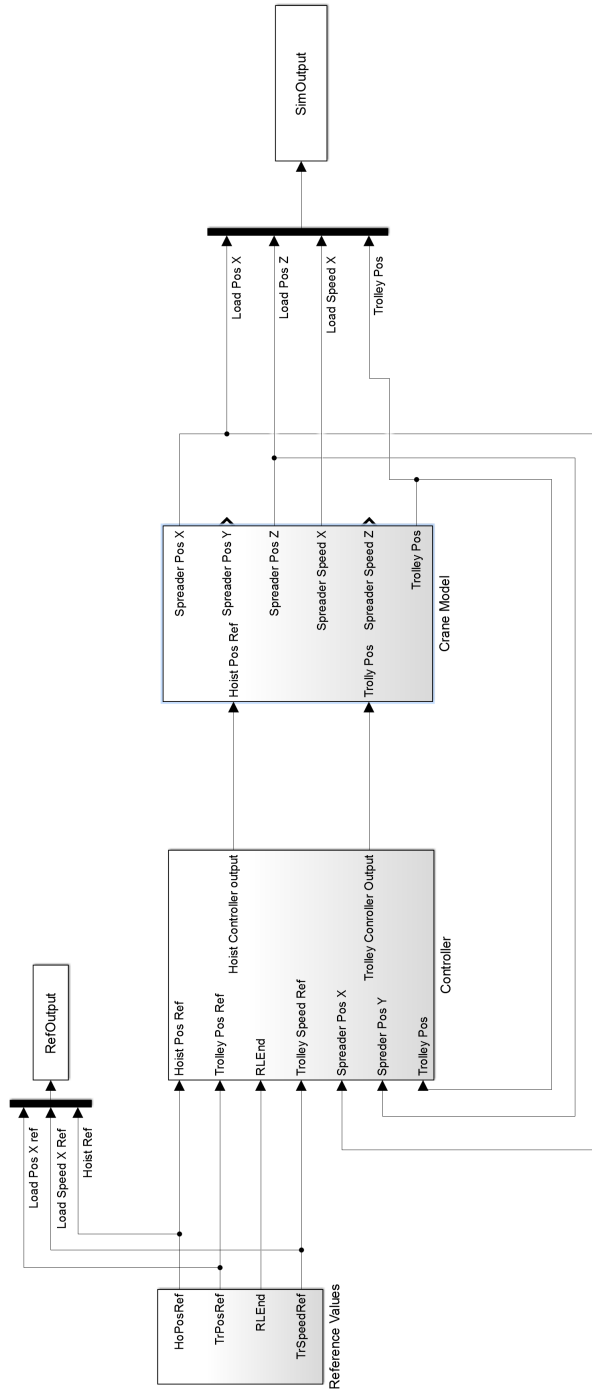 HoPosRef
TrPosRef
RLEnd
TrSpeedRef
Reference Values
Load Pos X ref
Load Speed X Ref
Hoist Ref
RefOutput
Hoist Pos Ref
Trolley Pos Ref
RLEnd
Trolley Speed Ref
Spreader Pos X
Spreder Pos Y
Trolley Pos
Hoist Controller output
Trolley Conroller Output
Controller
Hoist Pos Ref
Trolly Pos
Spreader Pos X
Spreader Pos Y
Spreader Pos Z
Spreader Speed X
Spreader Speed Z
Trolley Pos
Crane Model
Load Pos X
Load Pos Z
Load Speed X
Trolley Pos
SimOutput